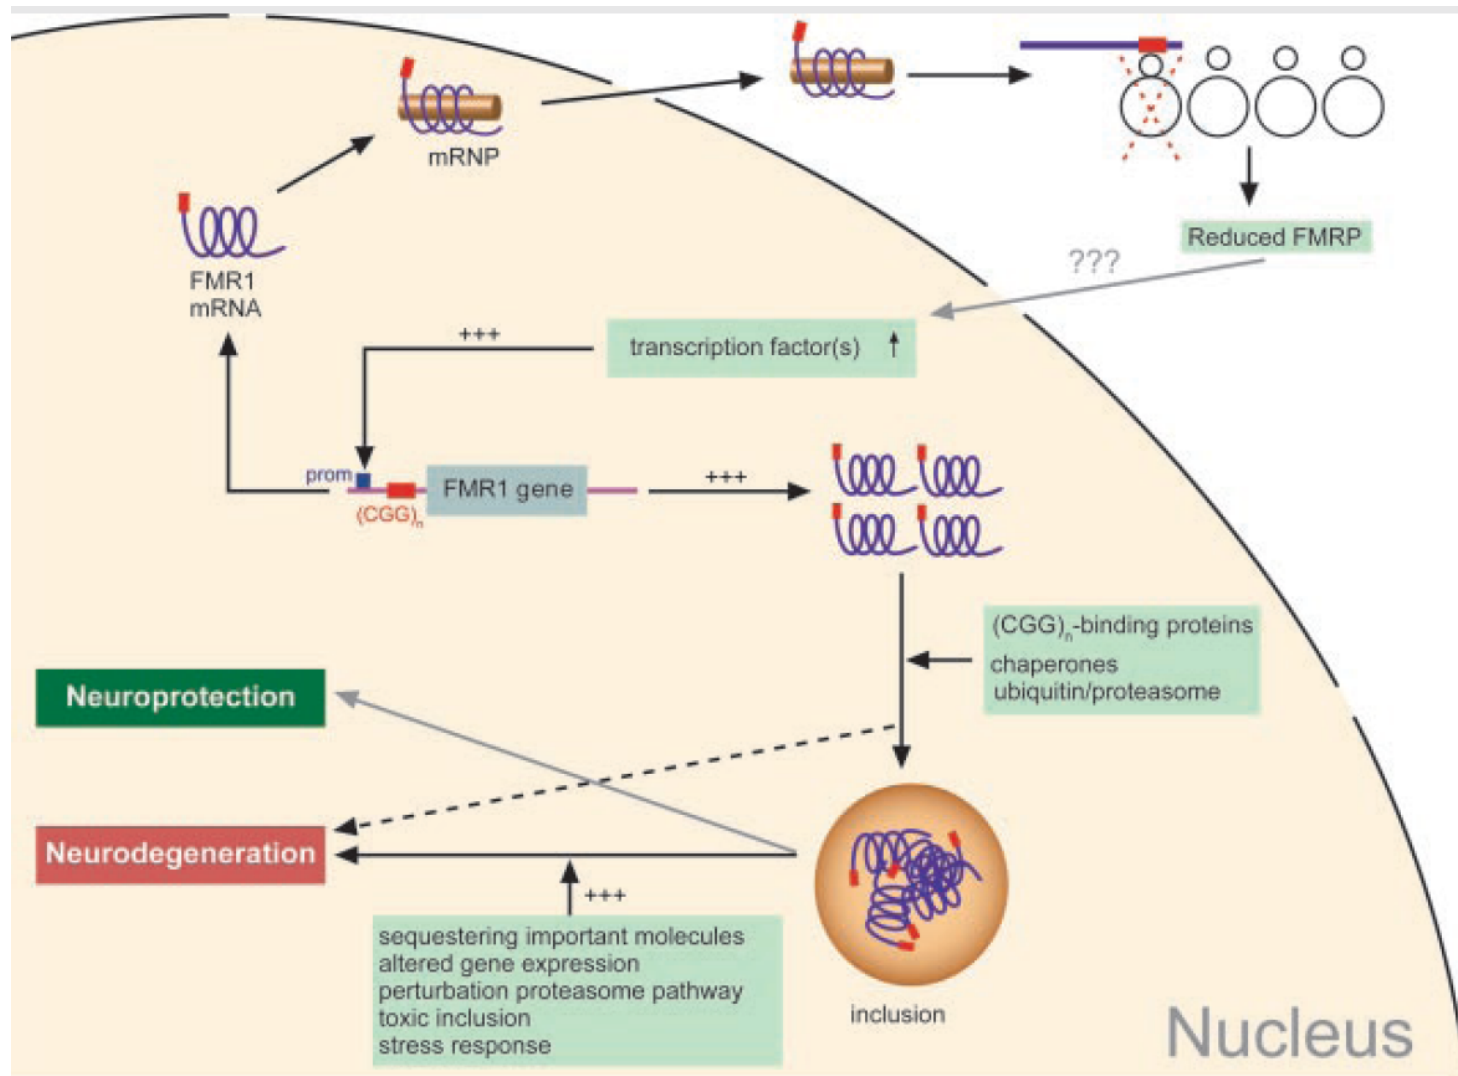 mRNP
FMR1
mRNA
Reduced FMRP
???
+++
transcription factor(s) ↑
prom
FMR1 gene
(CGG)n
+++
(CGG)n-binding proteins
chaperones
ubiquitin/proteasome
Neuroprotection
Neurodegeneration
+++
sequestering important molecules
altered gene expression
perturbation proteasome pathway
toxic inclusion
stress response
inclusion
Nucleus